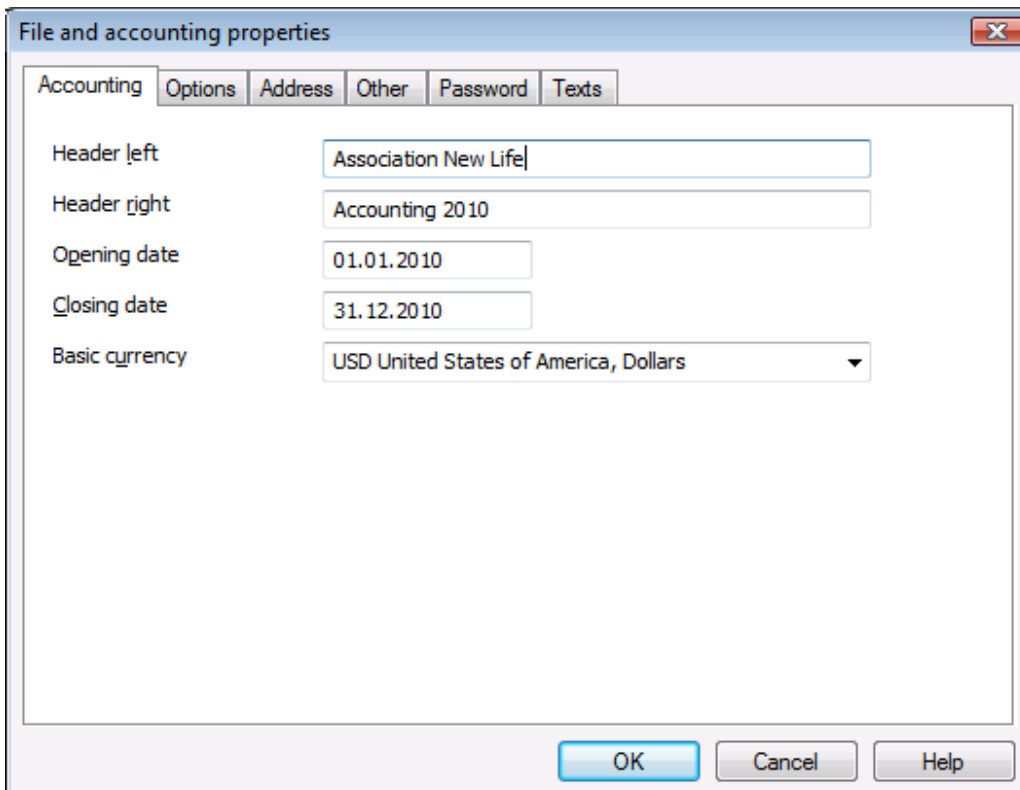 File and accounting properties
Accounting Options Address Other Password Texts
Header left Association New Life
Header right Accounting 2010
Opening date 01.01.2010
Closing date 31.12.2010
Basic currency USD United States of America, Dollars
OK Cancel Help